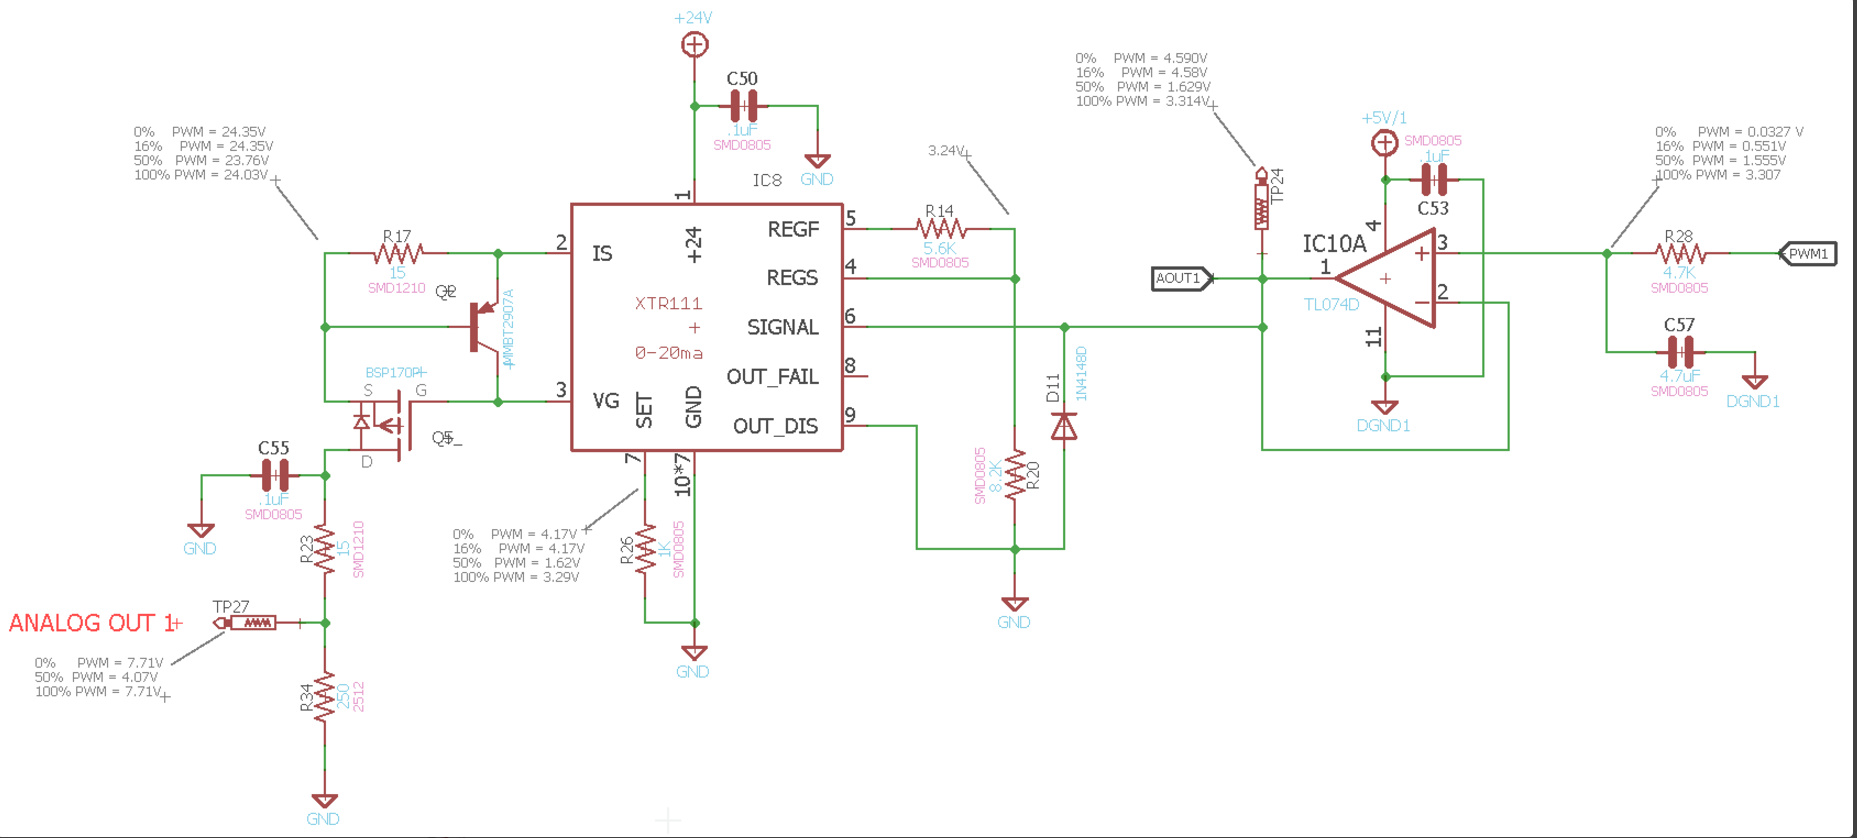 +24V
C50
.1uF
SMD0805
GND
IC8
0% PWM = 24.35V
16% PWM = 24.35V
50% PWM = 23.76V
100% PWM = 24.03V
R17
15
SMD1210
MMBT2907A
BSP170P
S
G
D
C55
.1uF
SMD0805
GND
R23
15
SMD1210
ANALOG OUT 1
TP27
0% PWM = 7.71V
50% PWM = 4.07V
100% PWM = 7.71V
R34
250
2512
GND
1
2
3
IS
VG
+24
XTR111
0-20ma
SET
GND
REGF
REGS
SIGNAL
OUT_FAIL
OUT_DIS
5
4
6
8
9
7
10*7
0% PWM = 4.17V
16% PWM = 4.17V
50% PWM = 1.62V
100% PWM = 3.29V
R26
1K
SMD0805
GND
R14
5.6K
SMD0805
3.24V
R20
8.2K
SMD0805
D11
1N4148D
GND
0% PWM = 4.590V
16% PWM = 4.58V
50% PWM = 1.629V
100% PWM = 3.314V
TP24
AOUT1
IC10A
TL074D
1
3
2
4
11
+
−
+5V/1
SMD0805
.1uF
C53
DGND1
0% PWM = 0.0327 V
16% PWM = 0.551V
50% PWM = 1.555V
100% PWM = 3.307
R28
4.7K
SMD0805
PWM1
C57
4.7uF
SMD0805
DGND1